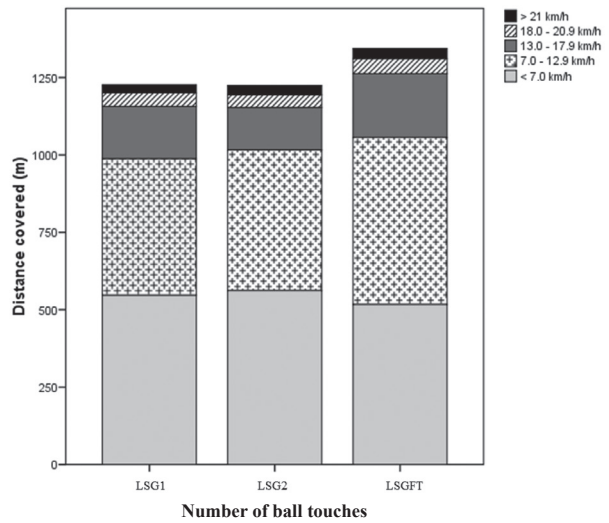 > 21 km/h
18.0 - 20.9 km/h
13.0 - 17.9 km/h
7.0 - 12.9 km/h
< 7.0 km/h
Distance covered (m)
1250
1000
750
500
250
0
LSG1 LSG2 LSGFT
Number of ball touches